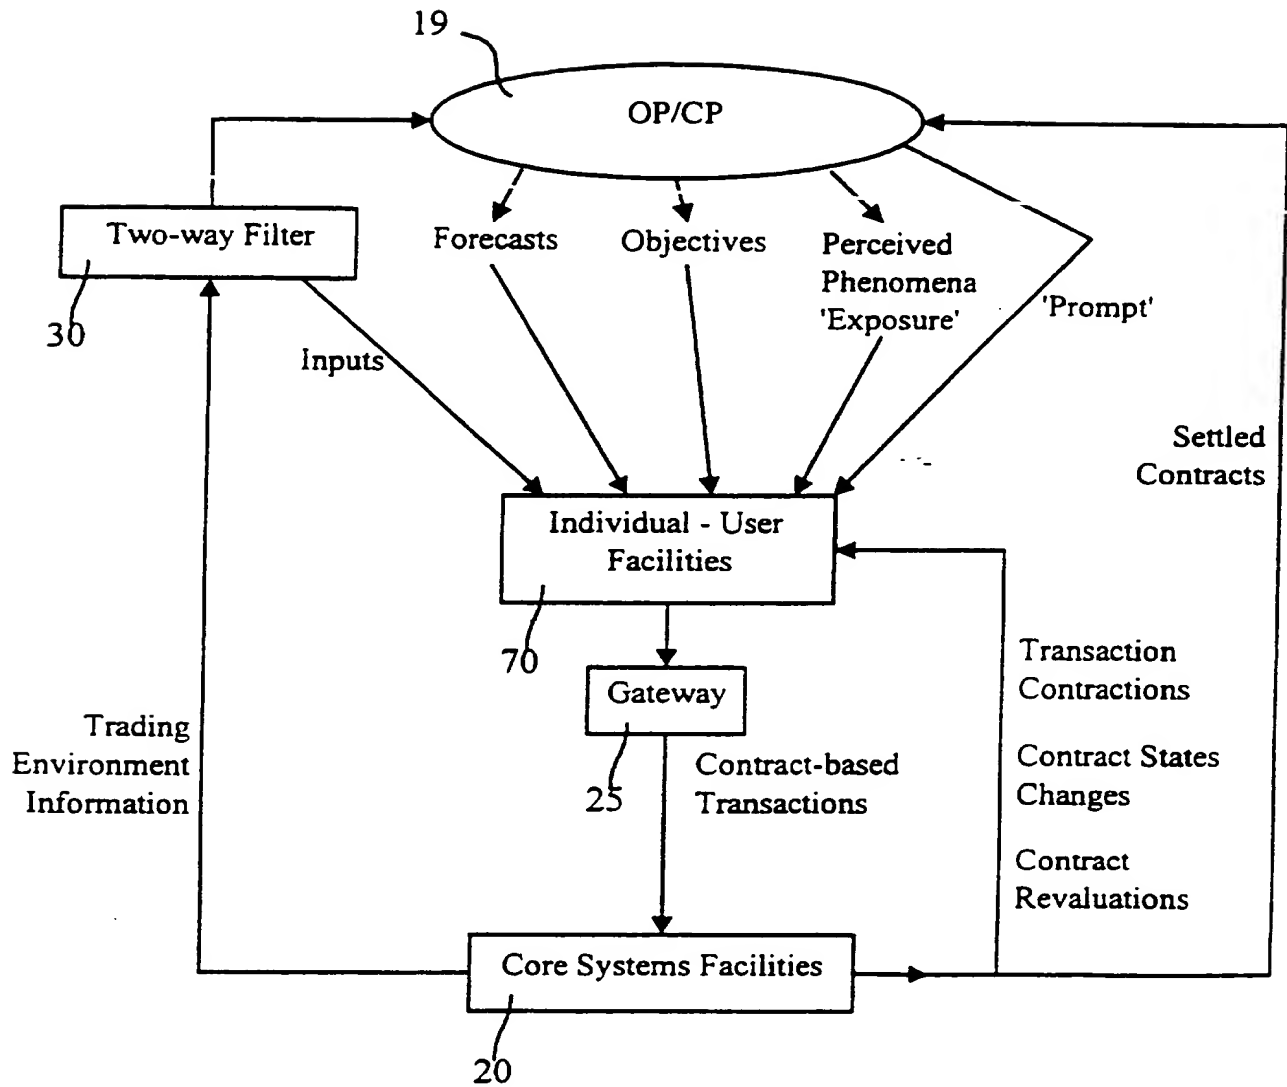 19
OP/CP
Two-way Filter
30
Forecasts
Objectives
Perceived
Phenomena
'Exposure'
'Prompt'
Inputs
Settled
Contracts
Individual - User
Facilities
70
Gateway
25
Trading
Environment
Information
Contract-based
Transactions
Transaction
Contractions
Contract States
Changes
Contract
Revaluations
Core Systems Facilities
20